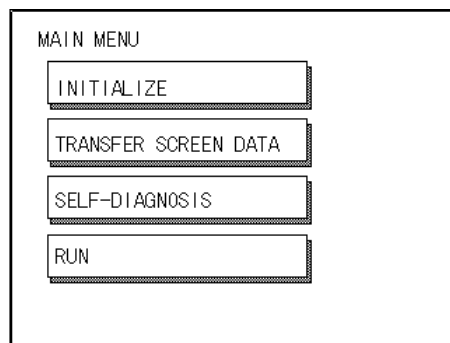 MAIN MENU
INITIALIZE
TRANSFER SCREEN DATA
SELF-DIAGNOSIS
RUN